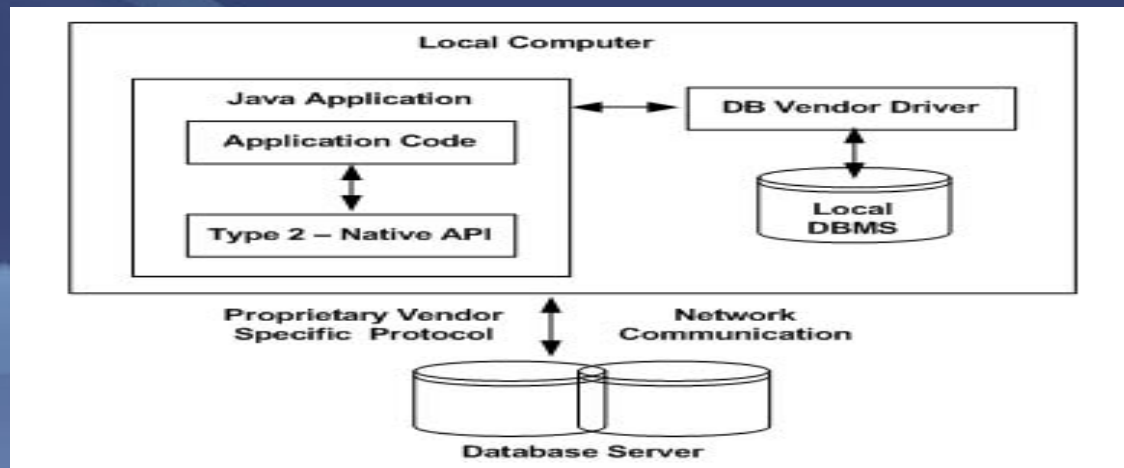 Local Computer
Java Application
Application Code
Type 2 – Native API
DB Vendor Driver
Local
DBMS
Proprietary Vendor
Specific Protocol
Network
Communication
Database Server